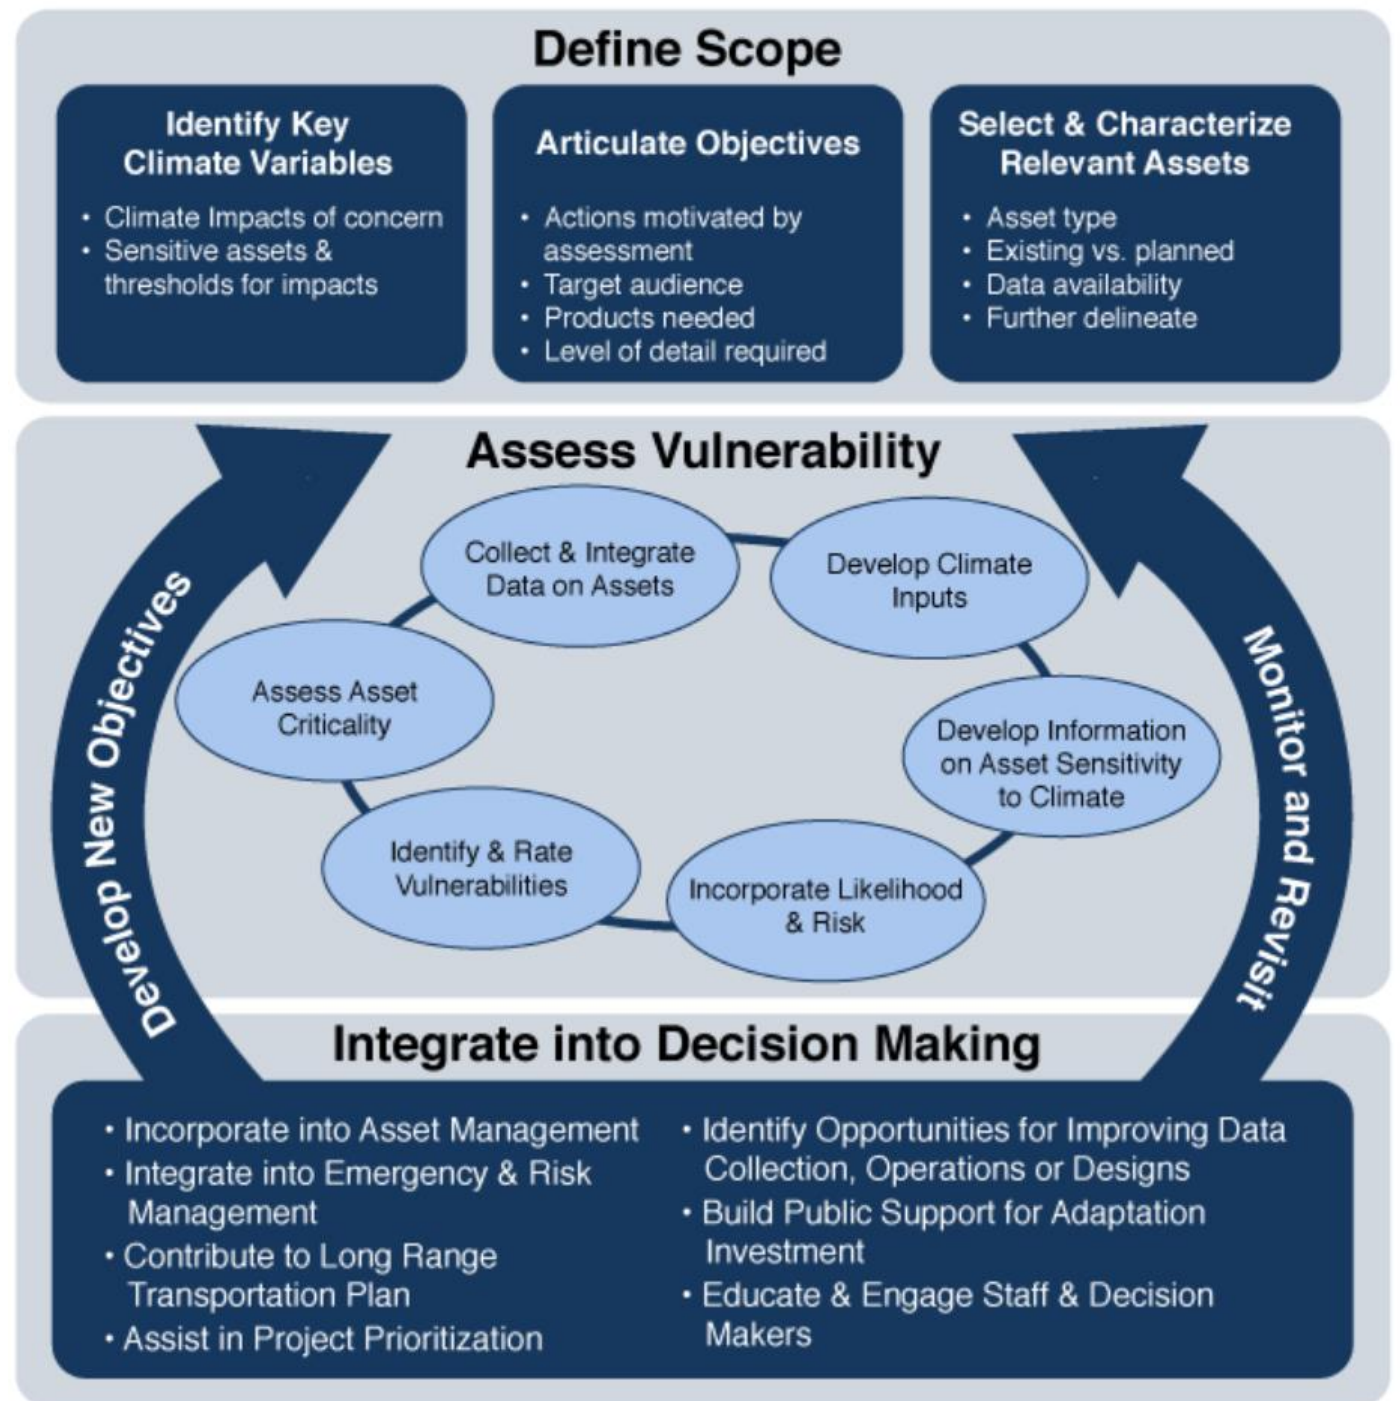 Define Scope
Identify Key
Climate Variables
• Climate Impacts of concern
• Sensitive assets &
thresholds for impacts
Articulate Objectives
• Actions motivated by
assessment
• Target audience
• Products needed
• Level of detail required
Select & Characterize
Relevant Assets
• Asset type
• Existing vs. planned
• Data availability
• Further delineate
Assess Vulnerability
Collect & Integrate
Data on Assets
Develop Climate
Inputs
Develop Information
on Asset Sensitivity
to Climate
Incorporate Likelihood
& Risk
Identify & Rate
Vulnerabilities
Assess Asset
Criticality
Develop New Objectives
Monitor and Revisit
Integrate into Decision Making
• Incorporate into Asset Management
• Integrate into Emergency & Risk
Management
• Contribute to Long Range
Transportation Plan
• Assist in Project Prioritization
• Identify Opportunities for Improving Data
Collection, Operations or Designs
• Build Public Support for Adaptation
Investment
• Educate & Engage Staff & Decision
Makers